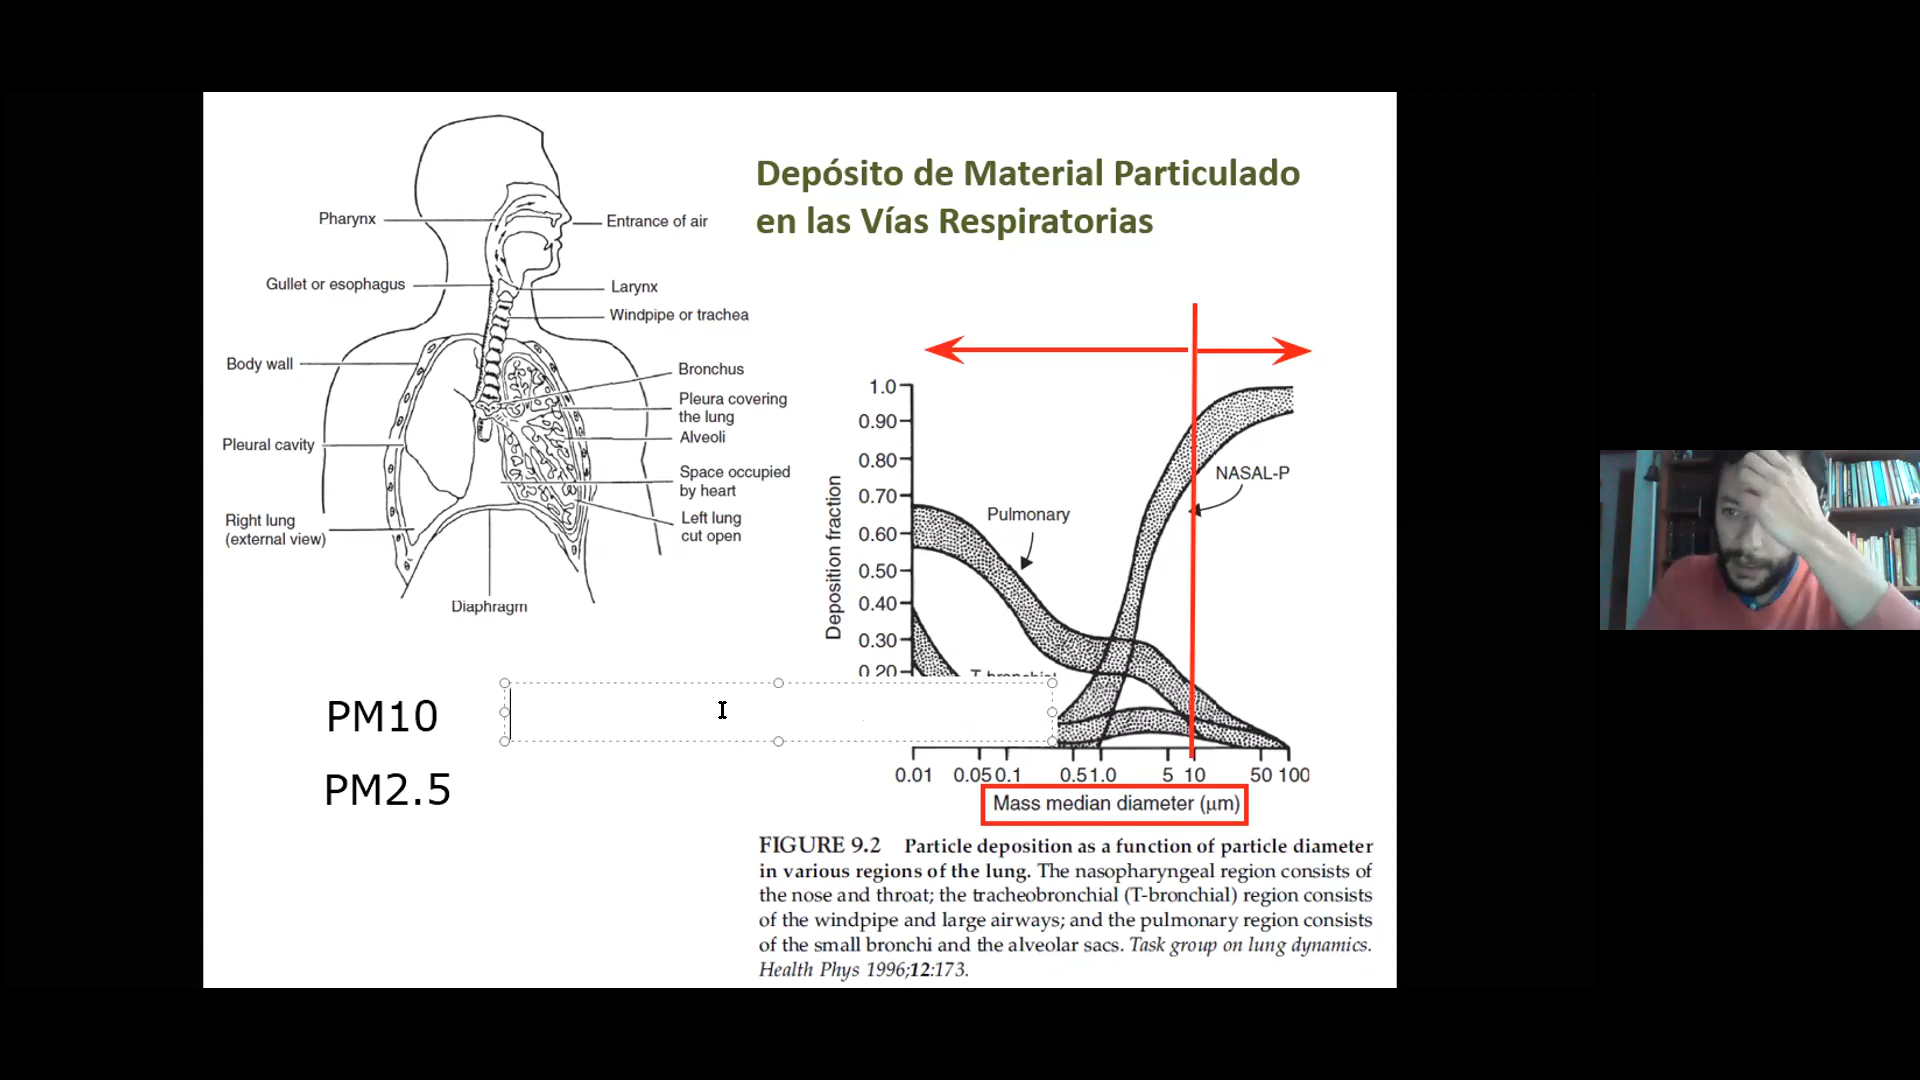 Depósito de Material Particulado
en las Vías Respiratorias
Pharynx
Entrance of air
Gullet or esophagus
Larynx
Windpipe or trachea
Body wall
Bronchus
Pleura covering
the lung
Alveoli
Pleural cavity
Space occupied
by heart
Right lung
(external view)
Left lung
cut open
Diaphragm
PM10
PM2.5
Deposition fraction
1.0
0.90
0.80
0.70
0.60
0.50
0.40
0.30
0.20
Pulmonary
NASAL-P
T-bronchial
0.01 0.05 0.1 0.5 1.0 5 10 50 100
Mass median diameter (μm)
FIGURE 9.2 Particle deposition as a function of particle diameter
in various regions of the lung. The nasopharyngeal region consists of
the nose and throat; the tracheobronchial (T-bronchial) region consists
of the windpipe and large airways; and the pulmonary region consists
of the small bronchi and the alveolar sacs. Task group on lung dynamics.
Health Phys 1996;12:173.